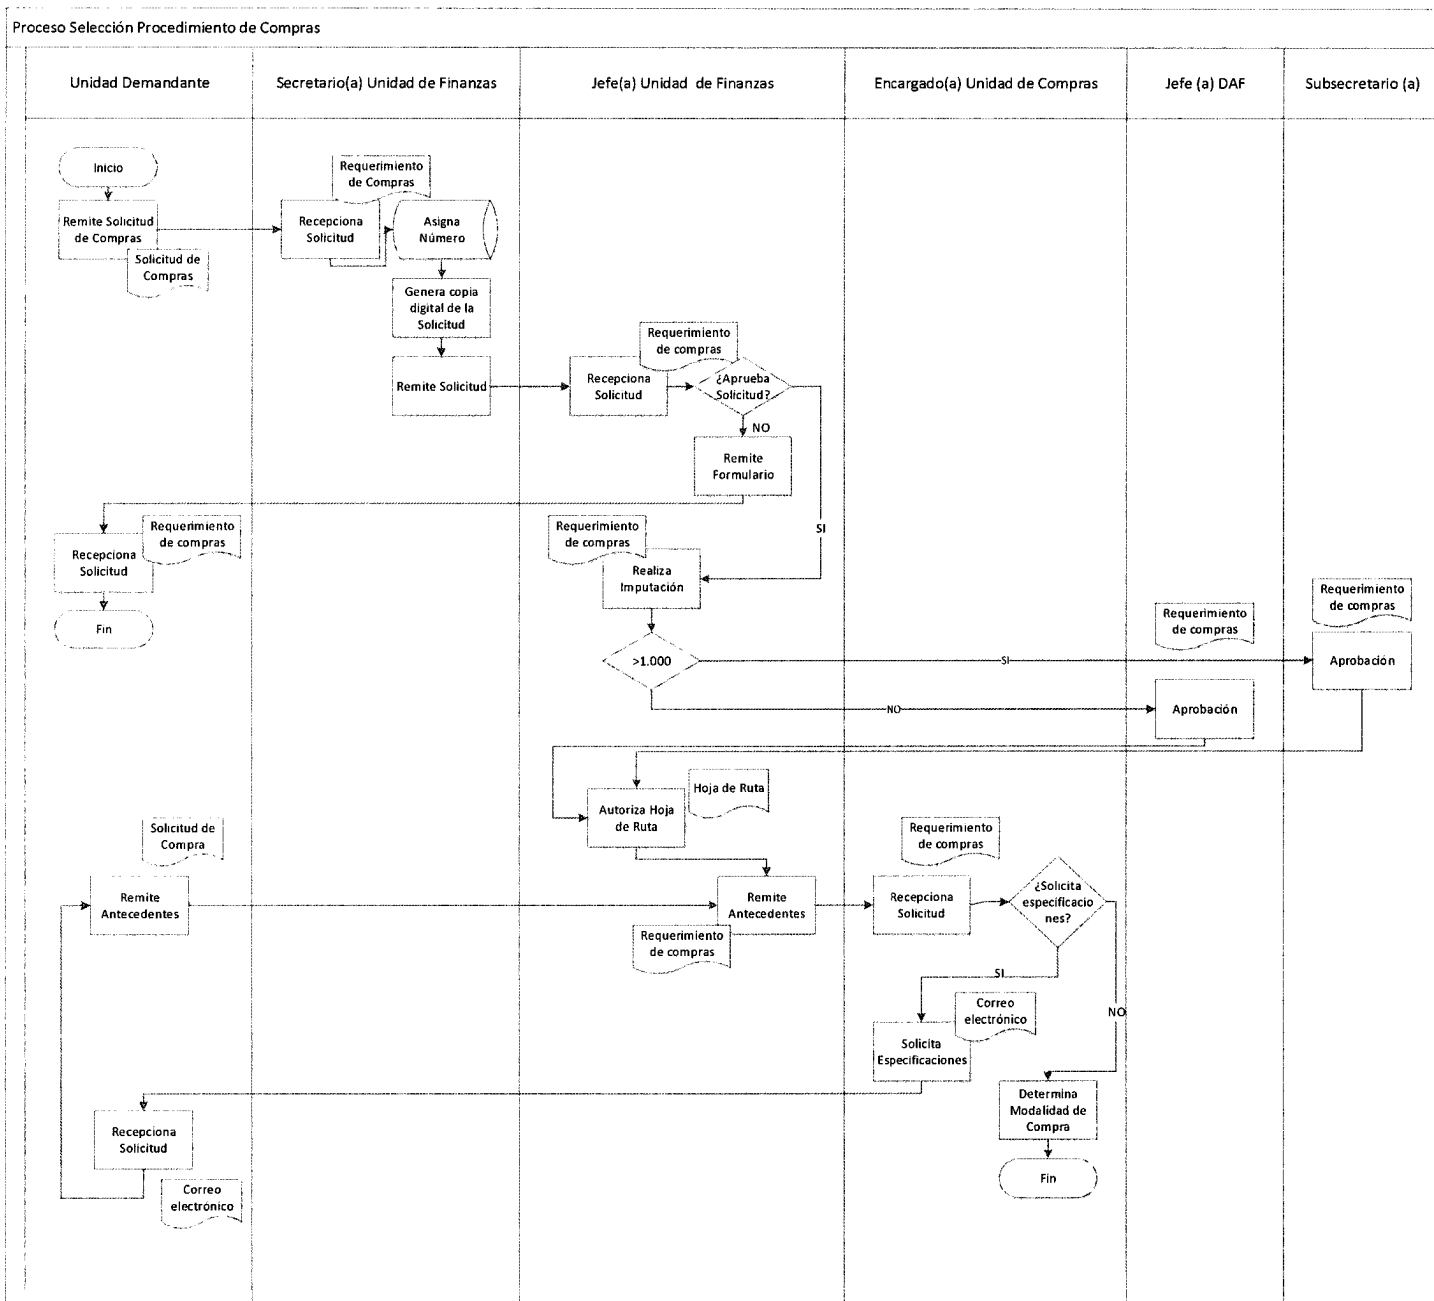 Proceso Selección Procedimiento de Compras
Unidad Demandante
Secretario(a) Unidad de Finanzas
Jefe(a) Unidad de Finanzas
Encargado(a) Unidad de Compras
Jefe (a) DAF
Subsecretario (a)
Inicio
Remite Solicitud
de Compras
Solicitud de
Compras
Requerimiento
de Compras
Recepciona
Solicitud
Asigna
Número
Genera copia
digital de la
Solicitud
Remite Solicitud
Requerimiento
de compras
Recepciona
Solicitud
¿Aprueba
Solicitud?
NO
SI
Remite
Formulario
Requerimiento
de compras
Recepciona
Solicitud
Fin
Requerimiento
de compras
Realiza
Imputación
>1.000
SI
NO
Requerimiento
de compras
Aprobación
Requerimiento
de compras
Aprobación
Hoja de Ruta
Autoriza Hoja
de Ruta
Solicitud de
Compra
Remite
Antecedentes
Remite
Antecedentes
Requerimiento
de compras
Requerimiento
de compras
Recepciona
Solicitud
¿Solicita
especificacio
nes?
SI
NO
Correo
electrónico
Solicita
Especificaciones
Determina
Modalidad de
Compra
Fin
Recepciona
Solicitud
Correo
electrónico